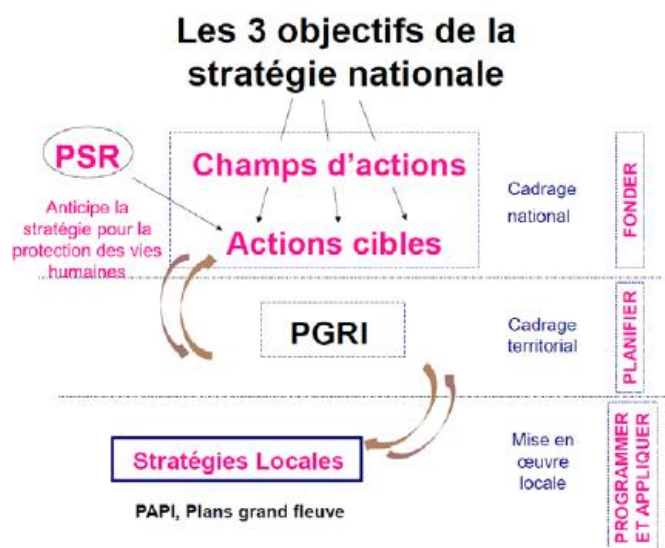 Les 3 objectifs de la
stratégie nationale
PSR
Champs d'actions
Anticipe la
stratégie pour la
protection des vies
humaines
Actions cibles
Cadrage
national
FONDER
PGRI
Cadrage
territorial
PLANIFIER
Stratégies Locales
PAPI, Plans grand fleuve
Mise en
œuvre
locale
PROGRAMMER
ET APPLIQUER